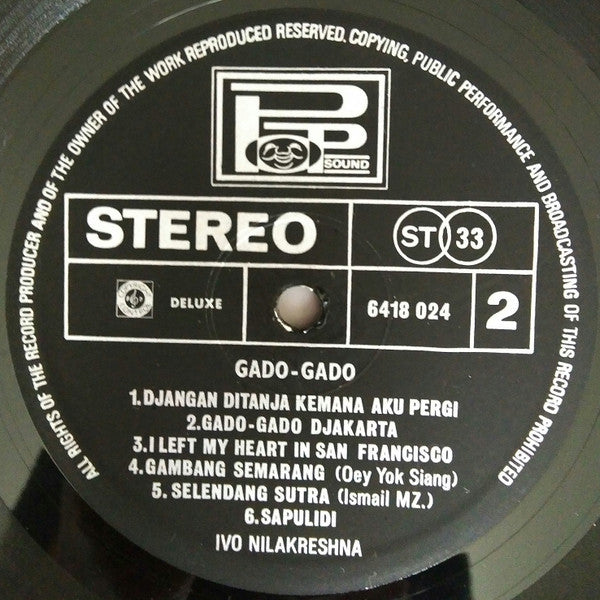 ALL RIGHTS OF THE RECORD PRODUCER AND OF THE OWNER OF THE WORK REPRODUCED RESERVED. COPYING, PUBLIC PERFORMANCE AND BROADCASTING OF THIS RECORD PROHIBITED
POP
SOUND
STEREO
ST 33
DELUXE
6418 024
2
GADO-GADO
1.DJANGAN DITANJA KEMANA AKU PERGI
2.GADO-GADO DJAKARTA
3.I LEFT MY HEART IN SAN FRANCISCO
4.GAMBANG SEMARANG (Oey Yok Siang)
5.SELENDANG SUTRA (Ismail MZ.)
6.SAPULIDI
IVO NILAKRESHNA